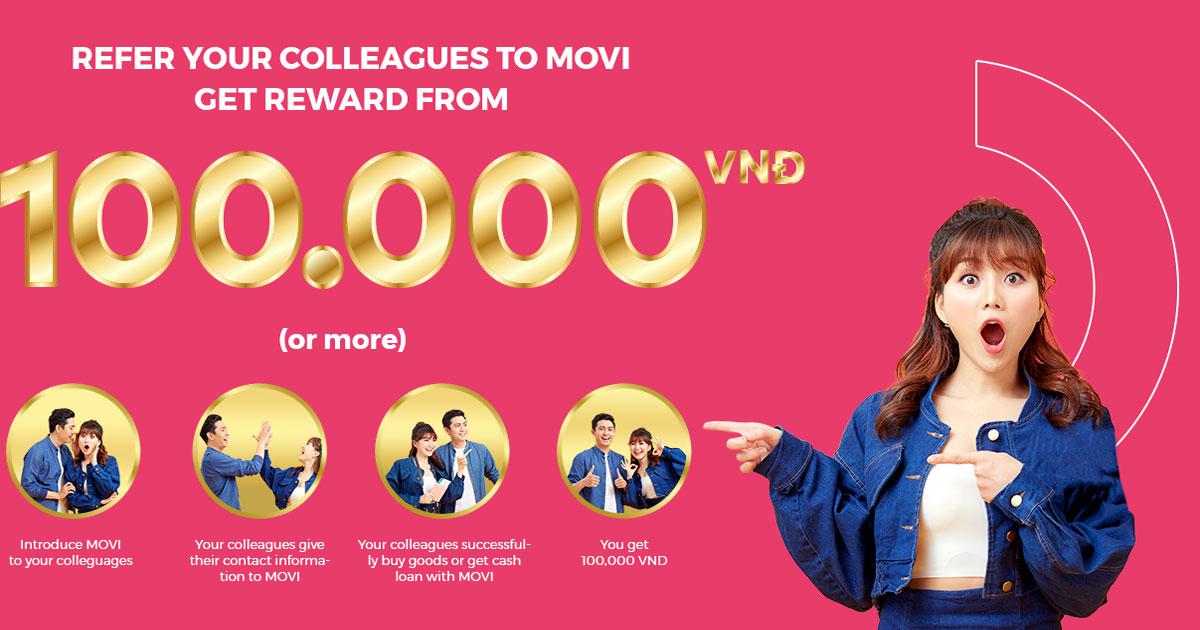 REFER YOUR COLLEAGUES TO MOVI
GET REWARD FROM
100.000 VNĐ
(or more)
Introduce MOVI
to your colleguages
Your colleagues give
their contact informa-
tion to MOVI
Your colleagues successful-
ly buy goods or get cash
loan with MOVI
You get
100,000 VND